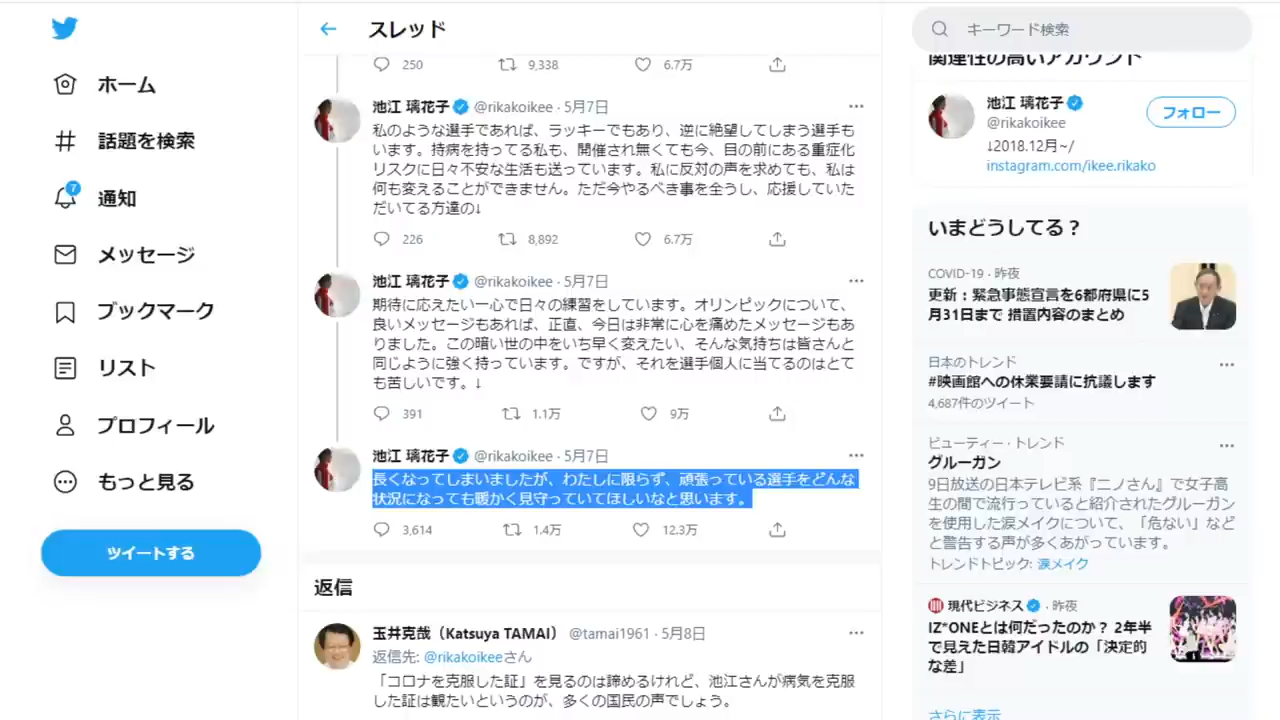 ホーム
話題を検索
7
通知
メッセージ
ブックマーク
リスト
プロフィール
もっと見る
ツイートする
スレッド
250 9,338 6.7万
池江 璃花子 @rikakoikee · 5月7日
私のような選手であれば、ラッキーでもあり、逆に絶望してしまう選手も
います。持病を持ってる私も、開催され無くても今、目の前にある重症化
リスクに日々不安な生活も送っています。私に反対の声を求めても、私は
何も変えることができません。ただ今やるべき事を全うし、応援していた
だいてる方達の↓
226 8,892 6.7万
池江 璃花子 @rikakoikee · 5月7日
期待に応えたい一心で日々の練習をしています。オリンピックについて、
良いメッセージもあれば、正直、今日は非常に心を痛めたメッセージもあ
りました。この暗い世の中をいち早く変えたい、そんな気持ちは皆さんと
同じように強く持っています。ですが、それを選手個人に当てるのはとて
も苦しいです。↓
391 1.1万 9万
池江 璃花子 @rikakoikee · 5月7日
長くなってしまいましたが、わたしに限らず、頑張っている選手をどんな
状況になっても暖かく見守っていてほしいなと思います。
3,614 1.4万 12.3万
返信
玉井克哉（Katsuya TAMAI） @tamai1961 · 5月8日
返信先: @rikakoikeeさん
「コロナを克服した証」を見るのは諦めるけれど、池江さんが病気を克服
した証は観たいというのが、多くの国民の声でしょう。
キーワード検索
関連性の高いアカウント
池江 璃花子
@rikakoikee
フォロー
↓2018.12月~/
instagram.com/ikee.rikako
いまどうしてる？
COVID-19 · 昨夜
更新：緊急事態宣言を6都府県に5
月31日まで 措置内容のまとめ
日本のトレンド
#映画館への休業要請に抗議します
4,687件のツイート
ビューティー · トレンド
グルーガン
9日放送の日本テレビ系『ニノさん』で女子高
生の間で流行っていると紹介されたグルーガン
を使用した涙メイクについて、「危ない」など
と警告する声が多くあがっています。
トレンドトピック: 涙メイク
現代ビジネス · 昨夜
IZ*ONEとは何だったのか？ 2年半
で見えた日韓アイドルの「決定的
な差」
さらに表示